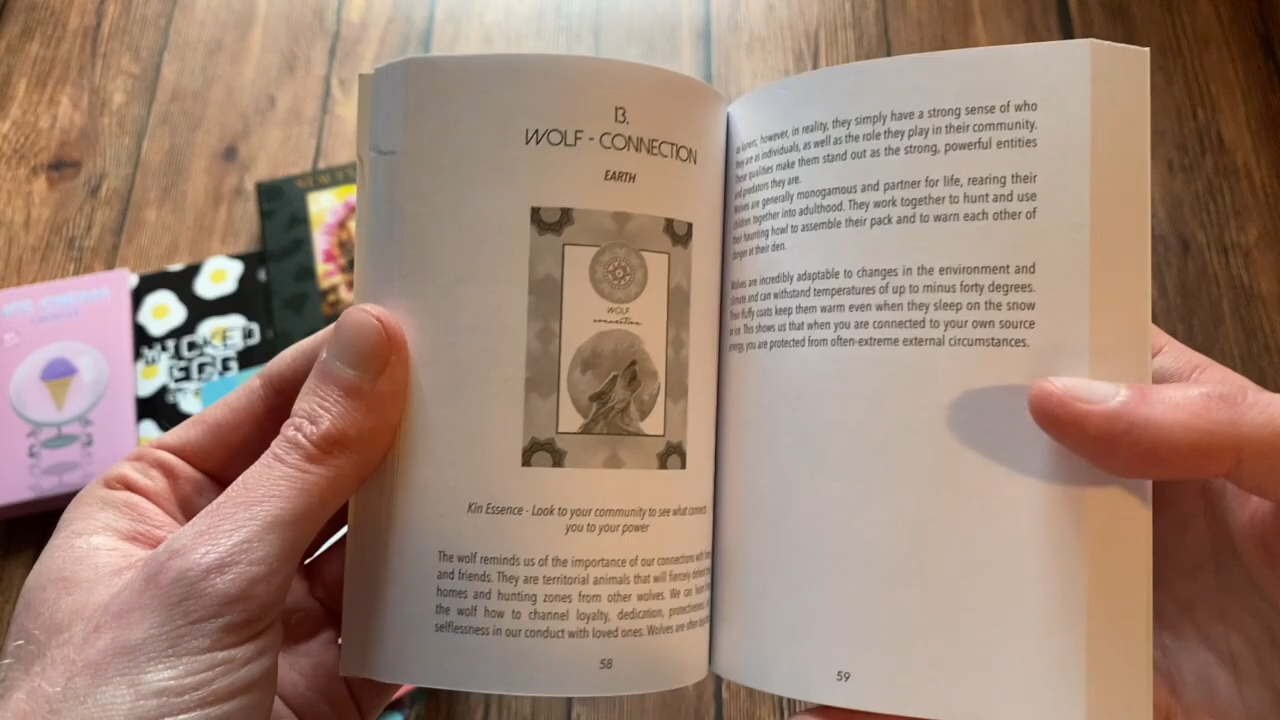 13.
WOLF - CONNECTION
EARTH
WOLF
connection
Kin Essence - Look to your community to see what connects
you to your power
The wolf reminds us of the importance of our connections with
and friends. They are territorial animals that will fiercely defend
homes and hunting zones from other wolves. We can learn
the wolf how to channel loyalty, dedication, protectiveness
selflessness in our conduct with loved ones. Wolves are often
58
as loners; however, in reality, they simply have a strong sense of who
they are as individuals, as well as the role they play in their community.
These qualities make them stand out as the strong, powerful entities
and predators they are.
Wolves are generally monogamous and partner for life, rearing their
children together into adulthood. They work together to hunt and use
their haunting howl to assemble their pack and to warn each other of
danger at their den.
Wolves are incredibly adaptable to changes in the environment and
climate and can withstand temperatures of up to minus forty degrees.
Their fluffy coats keep them warm even when they sleep on the snow
or ice. This shows us that when you are connected to your own source
energy, you are protected from often-extreme external circumstances.
59
WICKED
EGG